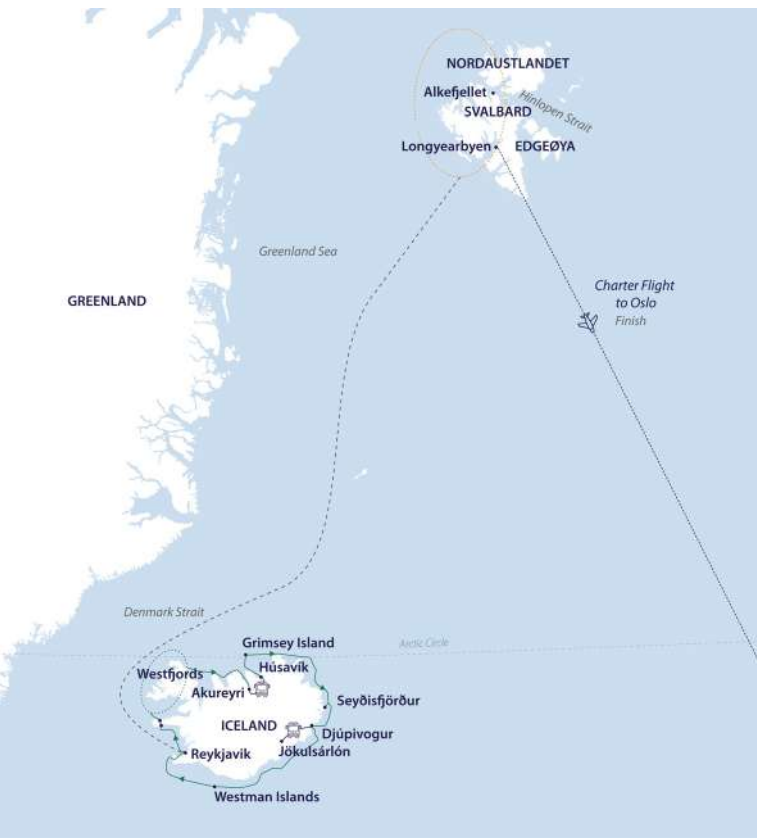 NORDAUSTLANDET
Alkefjellet
Hinlopen Strait
SVALBARD
Longyearbyen
EDGEØYA
Greenland Sea
GREENLAND
Charter Flight
to Oslo
Finish
Denmark Strait
Arctic Circle
Grimsey Island
Westfjords
Húsavík
Akureyri
Seyðisfjörður
ICELAND
Djúpivogur
Jökulsárlón
Reykjavik
Westman Islands